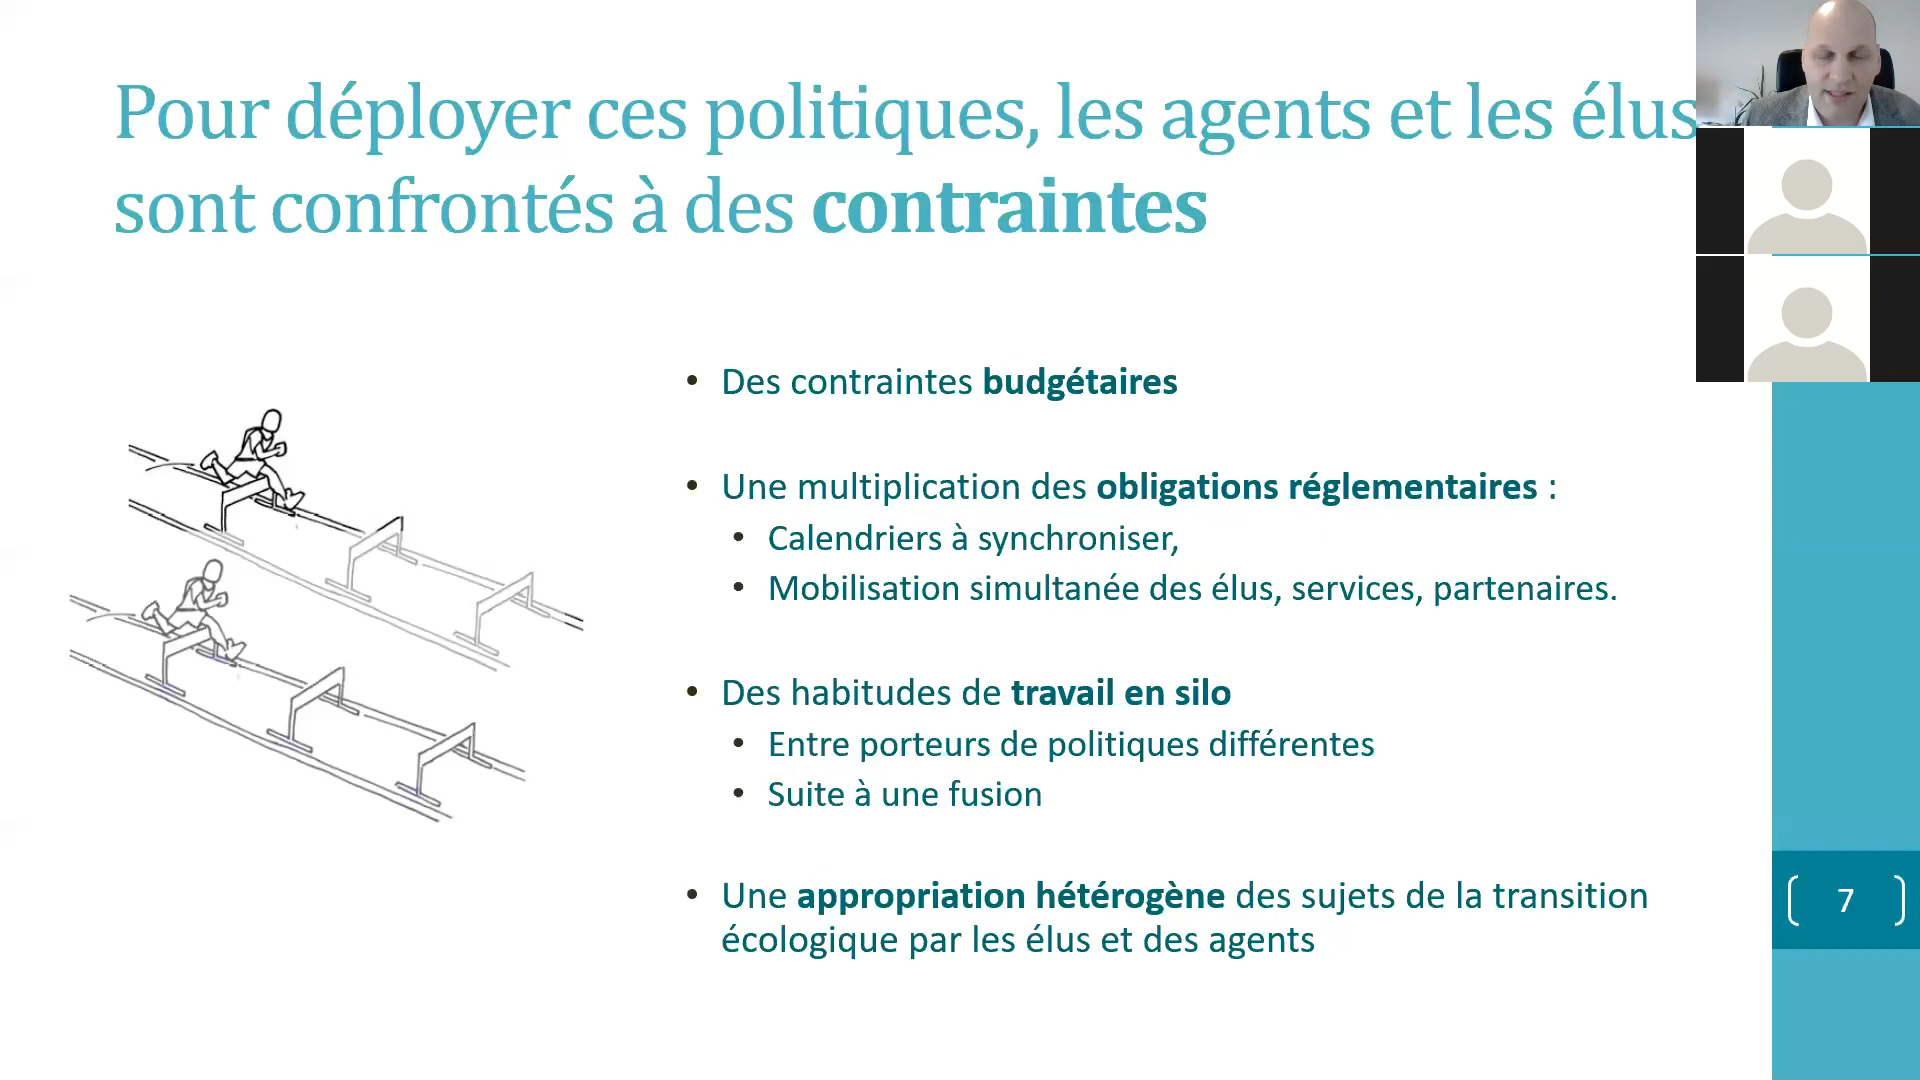 Pour déployer ces politiques, les agents et les élus
sont confrontés à des contraintes
• Des contraintes budgétaires
• Une multiplication des obligations réglementaires :
• Calendriers à synchroniser,
• Mobilisation simultanée des élus, services, partenaires.
• Des habitudes de travail en silo
• Entre porteurs de politiques différentes
• Suite à une fusion
• Une appropriation hétérogène des sujets de la transition
écologique par les élus et des agents
7